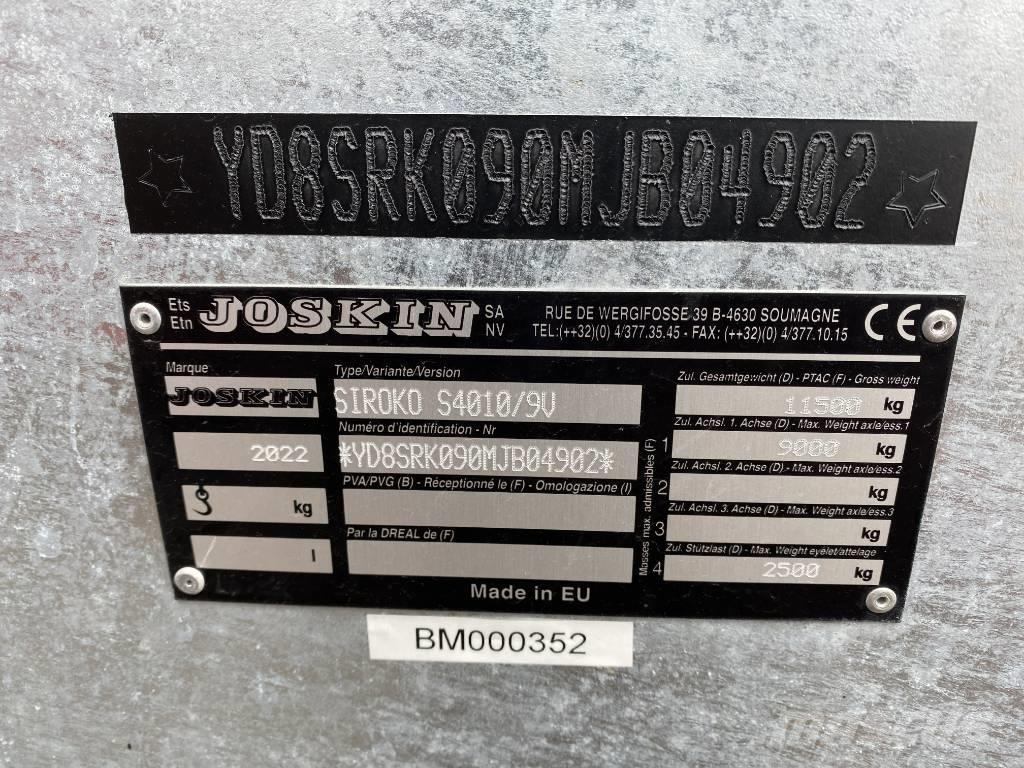 YD8SRK090MJB04902
Ets
Etn
JOSKIN
SA
NV
RUE DE WERGIFOSSE 39 B-4630 SOUMAGNE
TEL:(++32)(0) 4/377.35.45 - FAX: (++32)(0) 4/377.10.15
CE
Marque
JOSKIN
2022
kg
I
Type/Variante/Version
SIROKO S4010/9V
Numéro d'identification - Nr
*YD8SRK090MJB04902*
PVA/PVG (B) - Réceptionné le (F) - Omologazione (I)
Par la DREAL de (F)
Masses max. admissibles (F)
Zul. Gesamtgewicht (D) - PTAC (F) - Gross weight
11500 kg
Zul. Achsl. 1. Achse (D) - Max. Weight axle/ess.1
1 9000 kg
Zul. Achsl. 2. Achse (D) - Max. Weight axle/ess.2
2 kg
Zul. Achsl. 3. Achse (D) - Max. Weight axle/ess.3
3 kg
Zul. Stützlast (D) - Max. Weight eyelet/attelage
4 2500 kg
Made in EU
BM000352